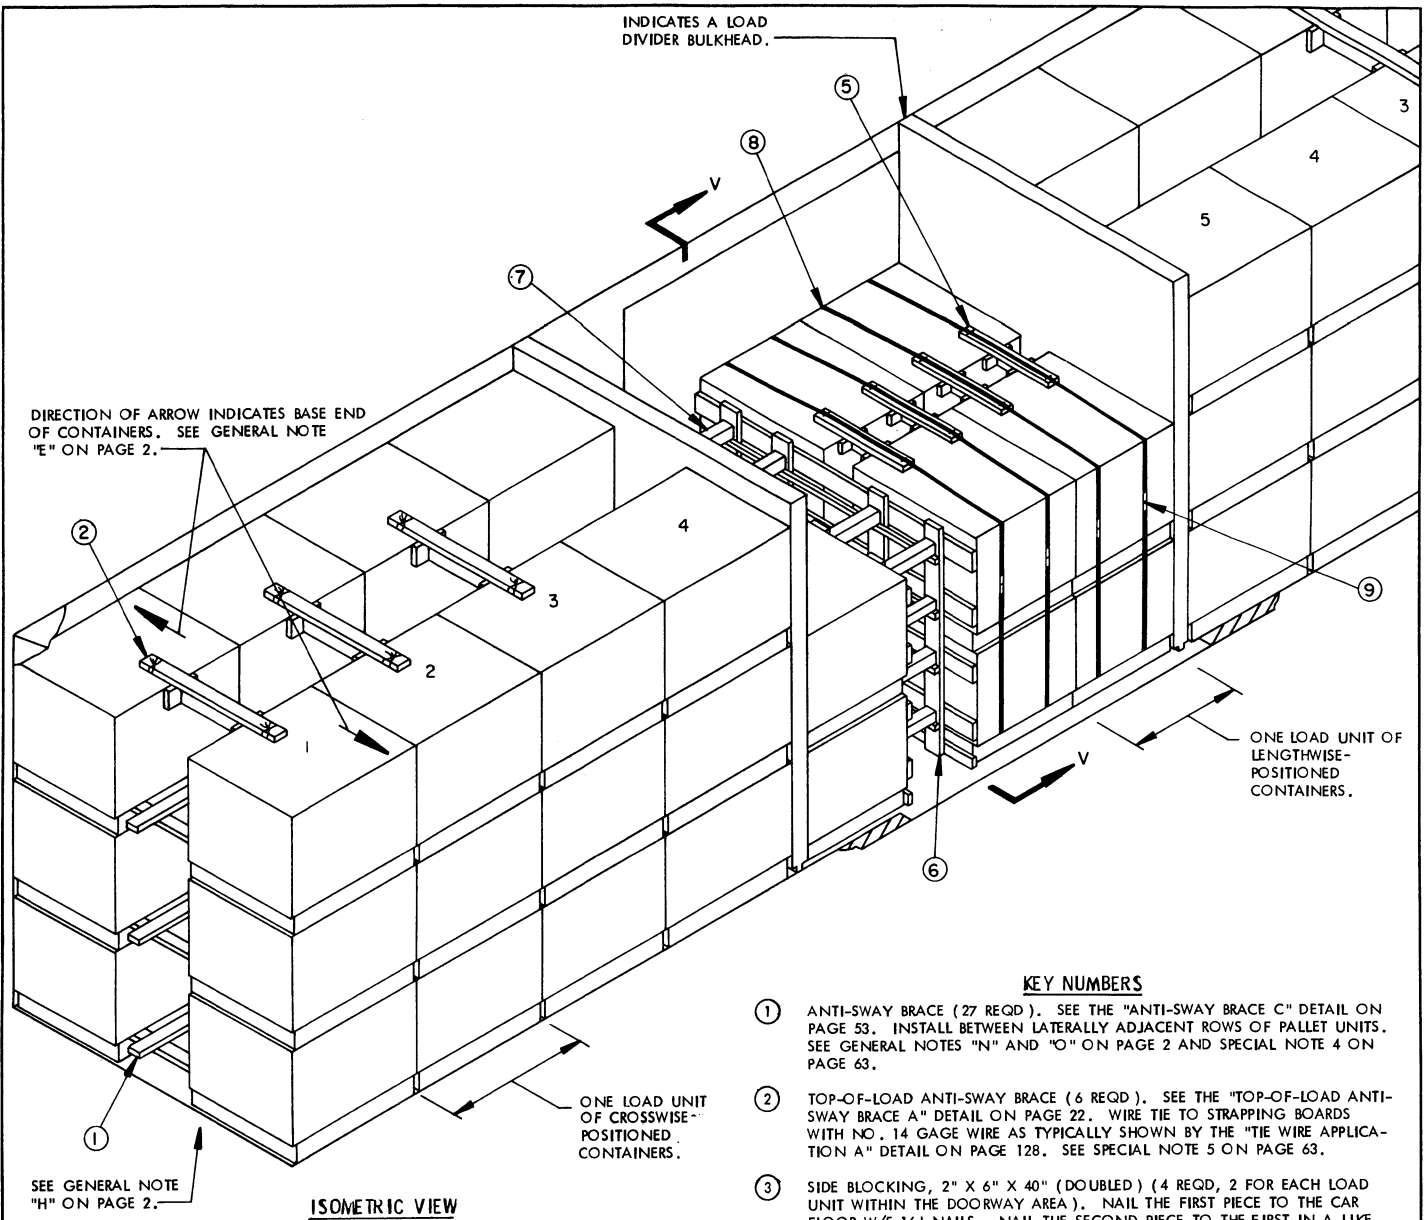 INDICATES A LOAD
DIVIDER BULKHEAD.
5
8
3
4
5
V
7
DIRECTION OF ARROW INDICATES BASE END
OF CONTAINERS. SEE GENERAL NOTE
"E" ON PAGE 2.
2
4
3
2
1
9
ONE LOAD UNIT OF
LENGTHWISE-
POSITIONED
CONTAINERS.
V
6
ONE LOAD UNIT
OF CROSSWISE-
POSITIONED
CONTAINERS.
1
SEE GENERAL NOTE
"H" ON PAGE 2.
ISOMETRIC VIEW
KEY NUMBERS
1 ANTI-SWAY BRACE (27 REQD). SEE THE "ANTI-SWAY BRACE C" DETAIL ON
PAGE 53. INSTALL BETWEEN LATERALLY ADJACENT ROWS OF PALLET UNITS.
SEE GENERAL NOTES "N" AND "O" ON PAGE 2 AND SPECIAL NOTE 4 ON
PAGE 63.
2 TOP-OF-LOAD ANTI-SWAY BRACE (6 REQD). SEE THE "TOP-OF-LOAD ANTI-
SWAY BRACE A" DETAIL ON PAGE 22. WIRE TIE TO STRAPPING BOARDS
WITH NO. 14 GAGE WIRE AS TYPICALLY SHOWN BY THE "TIE WIRE APPLICA-
TION A" DETAIL ON PAGE 128. SEE SPECIAL NOTE 5 ON PAGE 63.
3 SIDE BLOCKING, 2" X 6" X 40" (DOUBLED) (4 REQD, 2 FOR EACH LOAD
UNIT WITHIN THE DOORWAY AREA). NAIL THE FIRST PIECE TO THE CAR